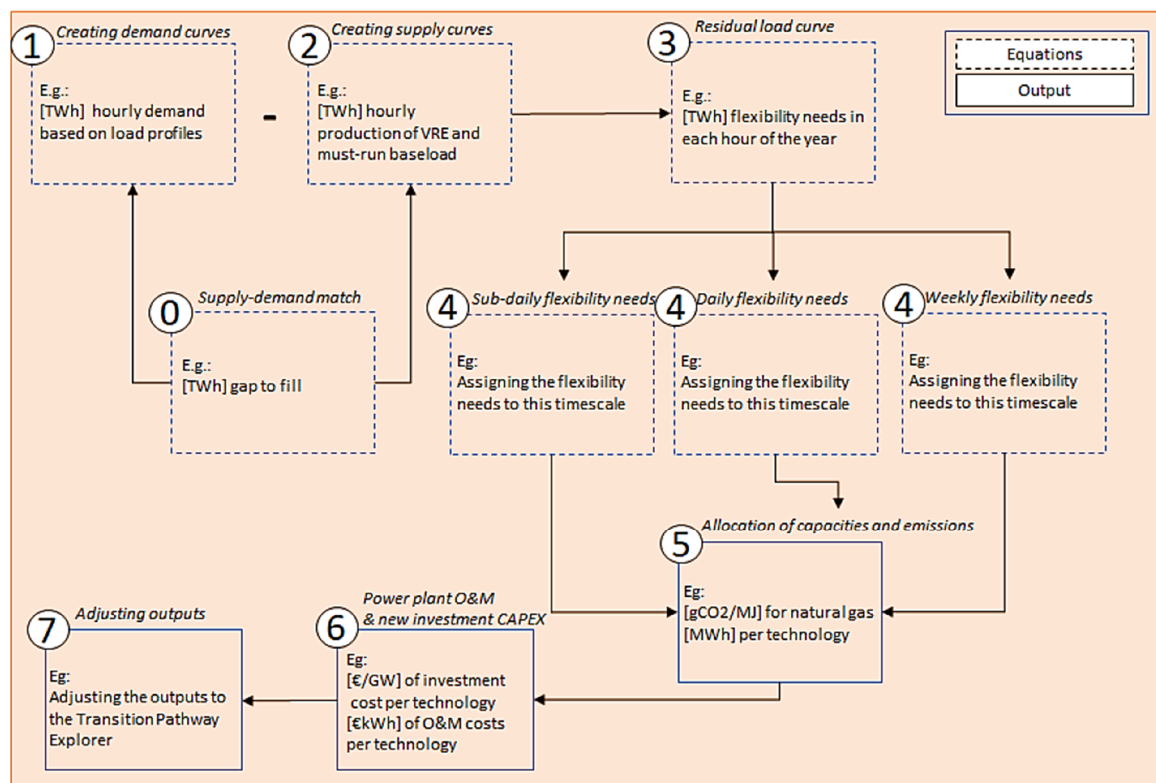 1
Creating demand curves
E.g.:
[TWh] hourly demand
based on load profiles
-
2
Creating supply curves
E.g.:
[TWh] hourly
production of VRE and
must-run baseload
3
Residual load curve
E.g.:
[TWh] flexibility needs in
each hour of the year
Equations
Output
0
Supply-demand match
E.g.:
[TWh] gap to fill
4
Sub-daily flexibility needs
Eg:
Assigning the flexibility
needs to this timescale
4
Daily flexibility needs
Eg:
Assigning the flexibility
needs to this timescale
4
Weekly flexibility needs
Eg:
Assigning the flexibility
needs to this timescale
5
Allocation of capacities and emissions
Eg:
[gCO2/MJ] for natural gas
[MWh] per technology
6
Power plant O&M
& new investment CAPEX
Eg:
[€/GW] of investment
cost per technology
[€kWh] of O&M costs
per technology
7
Adjusting outputs
Eg:
Adjusting the outputs to
the Transition Pathway
Explorer